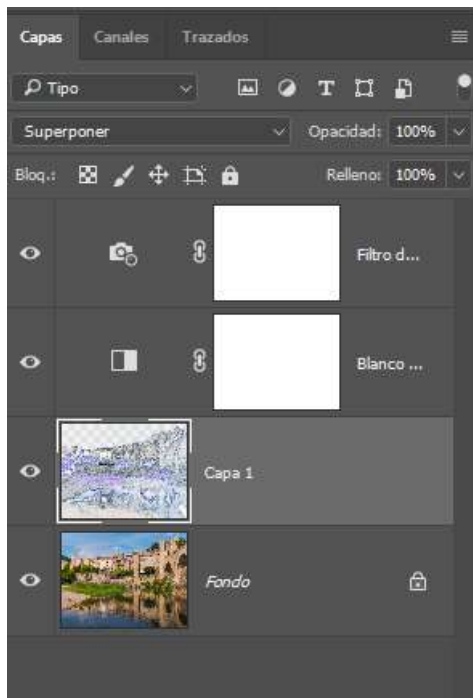 Capas Canales Trazados
Tipo
Superponer Opacidad: 100%
Bloq.: Relleno: 100%
Filtro d...
Blanco ...
Capa 1
Fondo